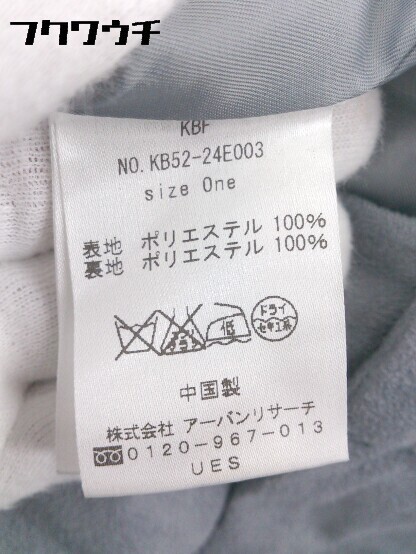 フクワウチ
KBF
NO.KB52-24E003
size One
表地 ポリエステル 100%
裏地 ポリエステル 100%
低
ドライ
セキユ系
中国製
株式会社 アーバンリサーチ
0120-967-013
UES